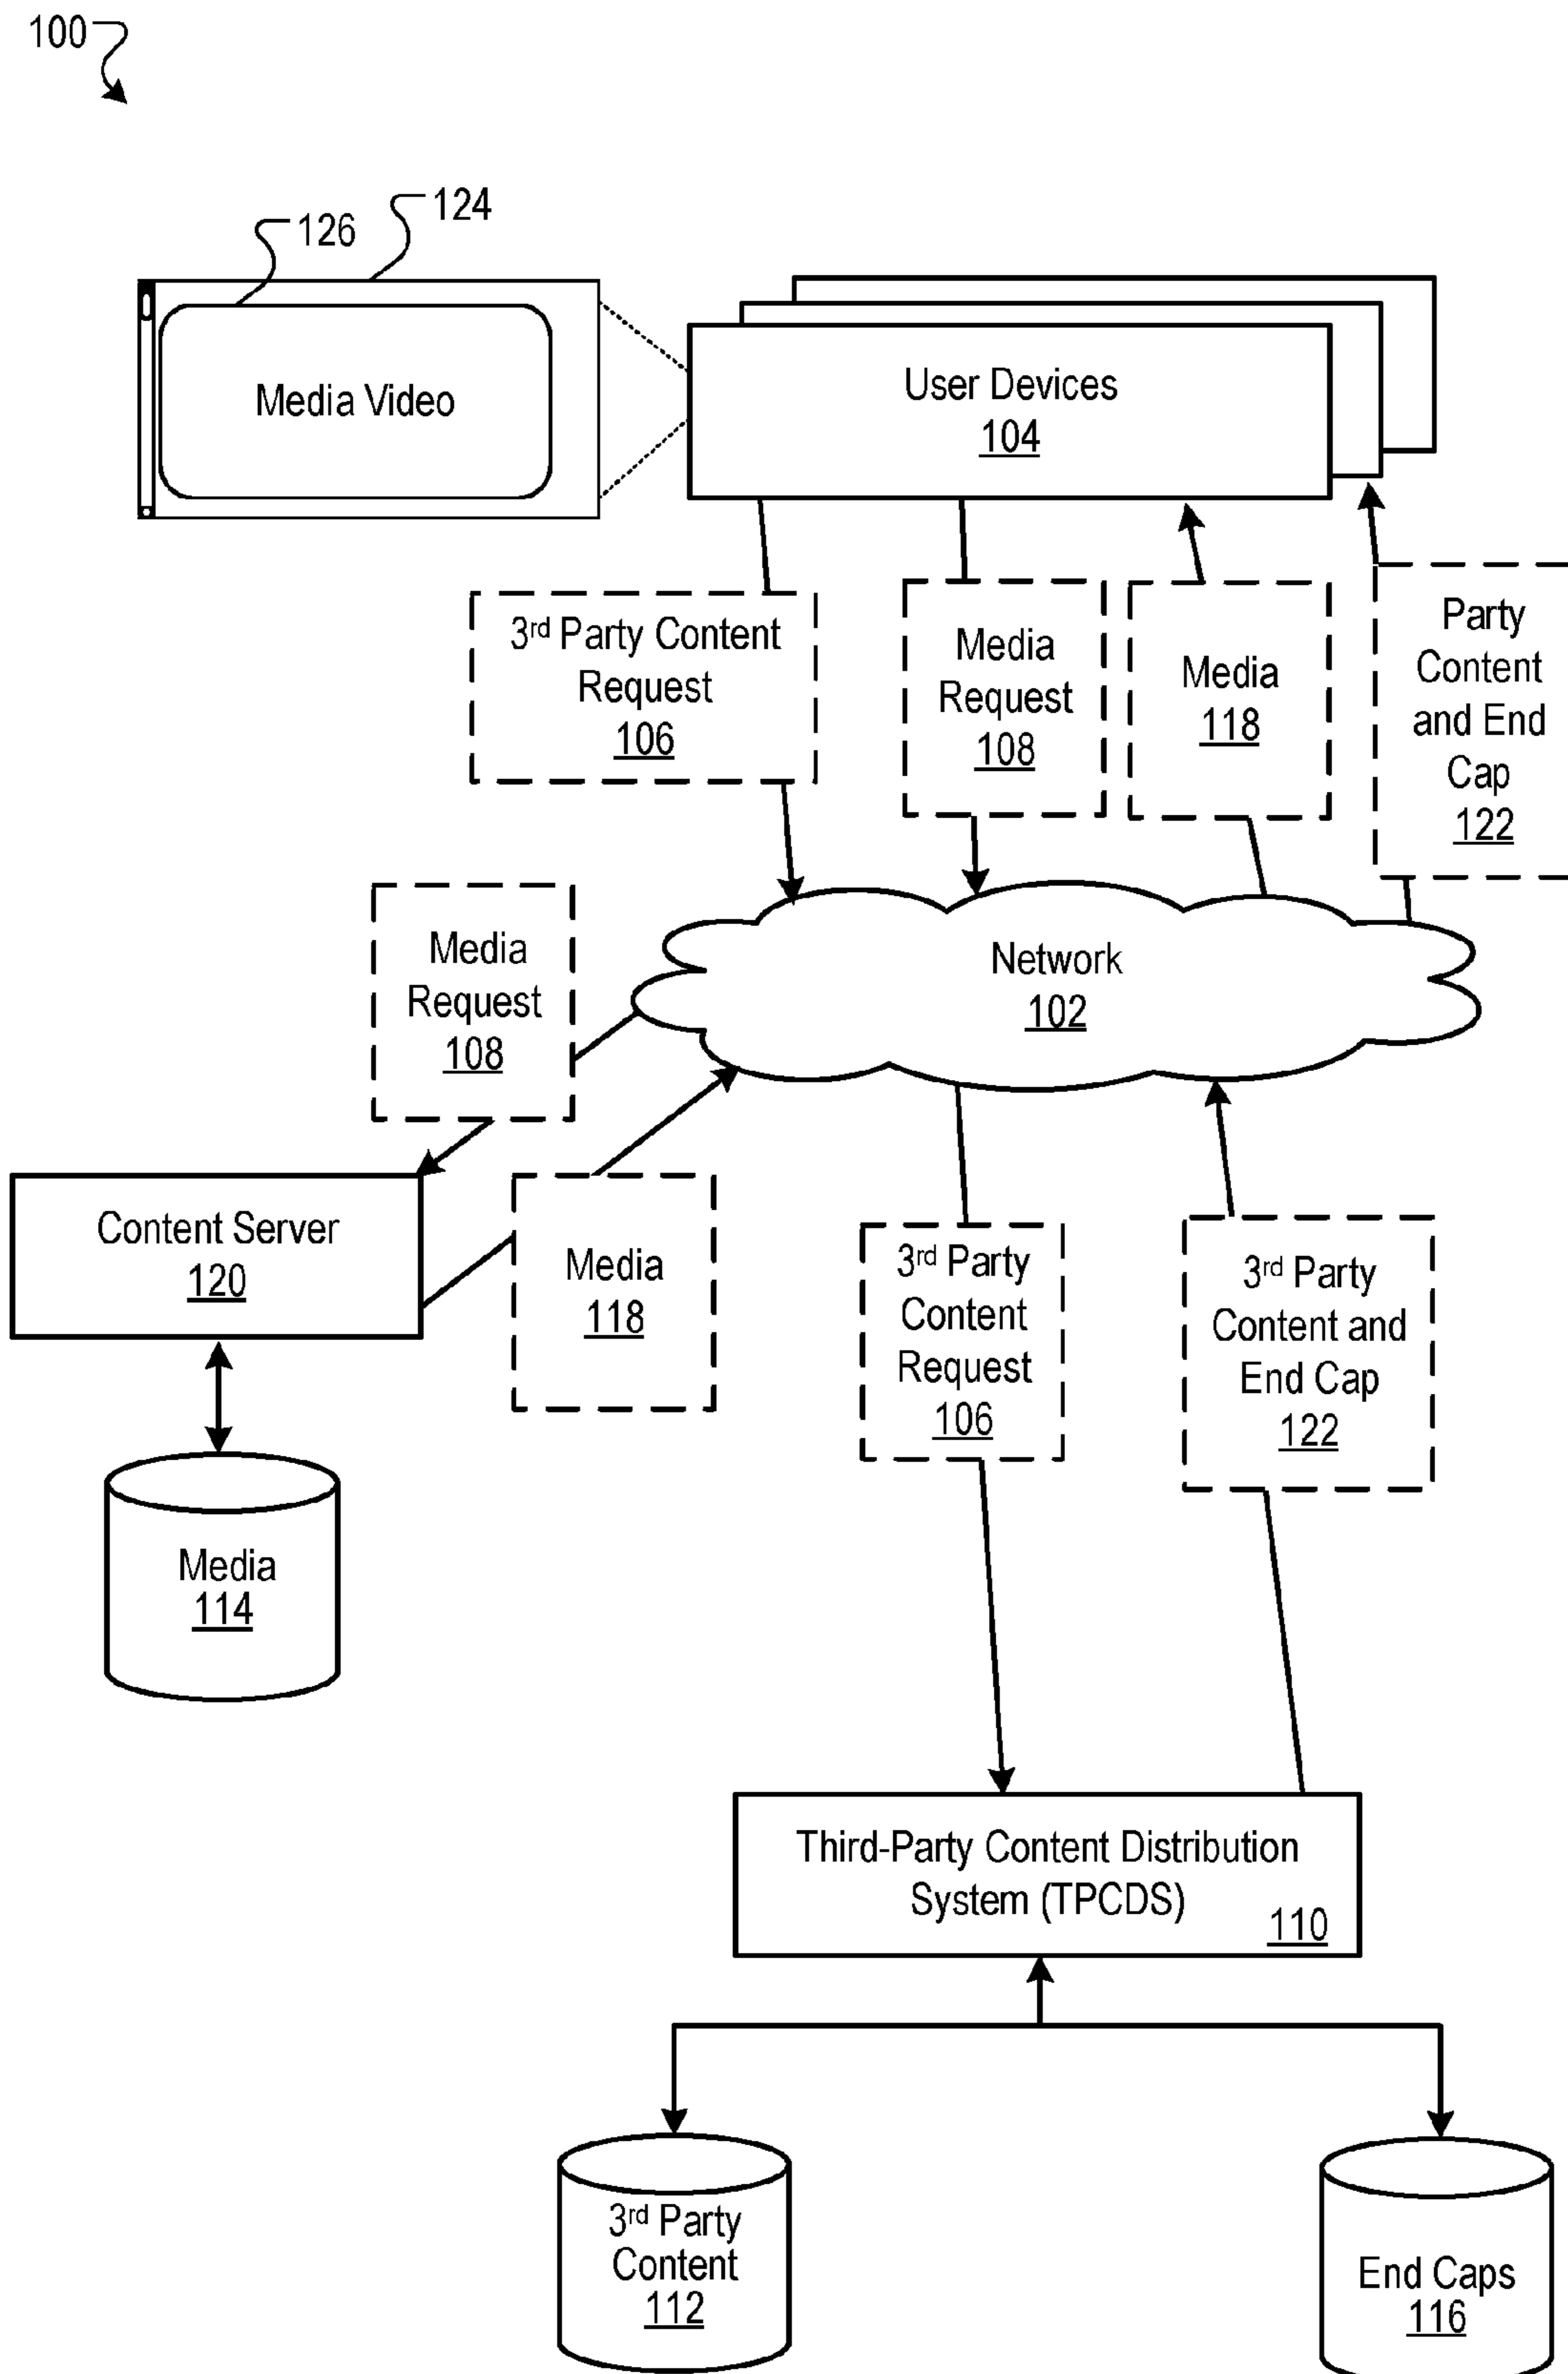 100
124
126
Media Video
User Devices
104
3rd Party Content
Request
106
Media
Request
108
Media
118
Party
Content
and End
Cap
122
Media
Request
108
Network
102
Content Server
120
Media
118
3rd Party
Content
Request
106
3rd Party
Content and
End Cap
122
Media
114
Third-Party Content Distribution
System (TPCDS)
110
3rd Party
Content
112
End Caps
116